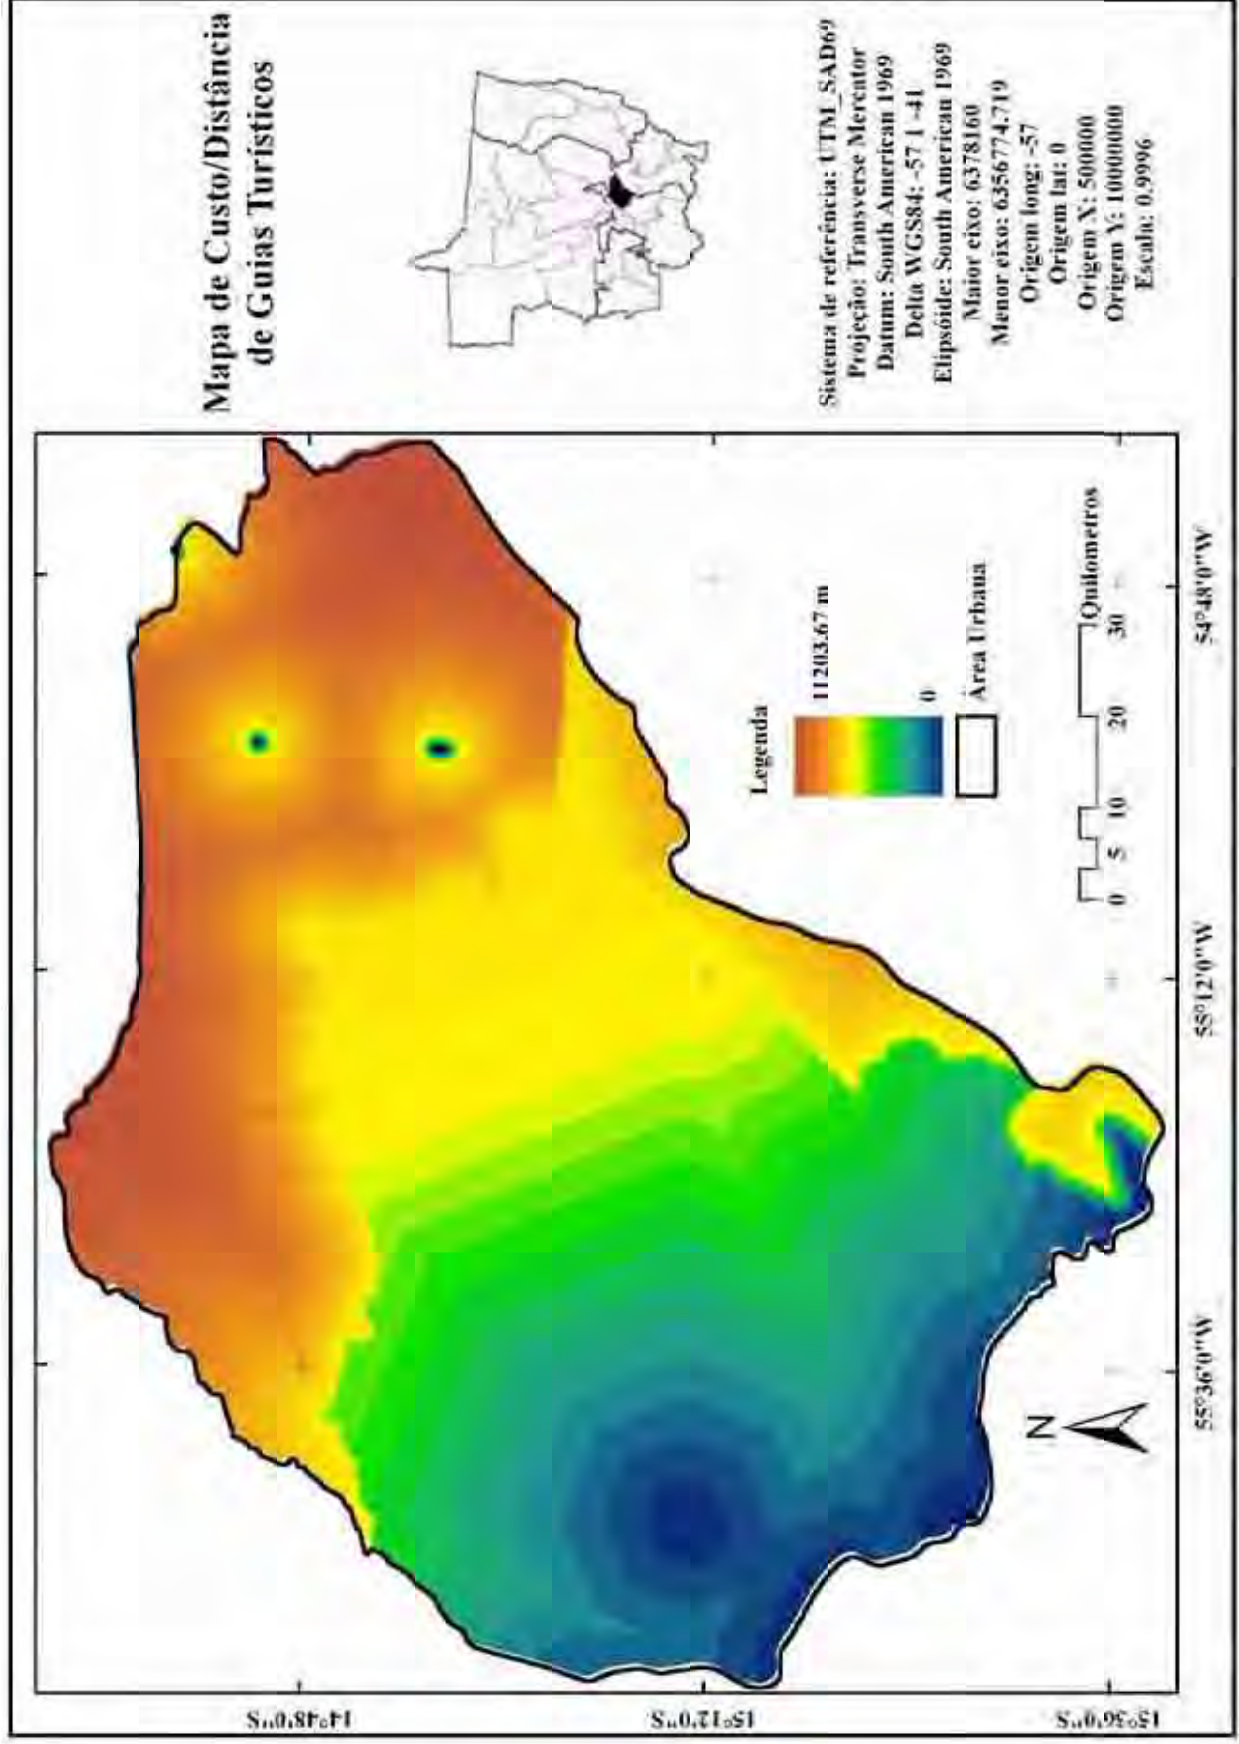 Mapa de Custo/Distância
de Guias Turísticos
Sistema de referência: UTM_SAD69
Projeção: Transverse Mercator
Datum: South American 1969
Delta WGS84: -57 1 -41
Elipsóide: South American 1969
Maior eixo: 6378160
Menor eixo: 6356774.719
Origem long: -57
Origem lat: 0
Origem X: 500000
Origem Y: 10000000
Escala: 0.9996
Legenda
11203.67 m
0
Área Urbana
0 5 10 20 30
Quilometros
N
14°48'0"S
15°12'0"S
15°36'0"S
55°36'0"W
55°12'0"W
54°48'0"W